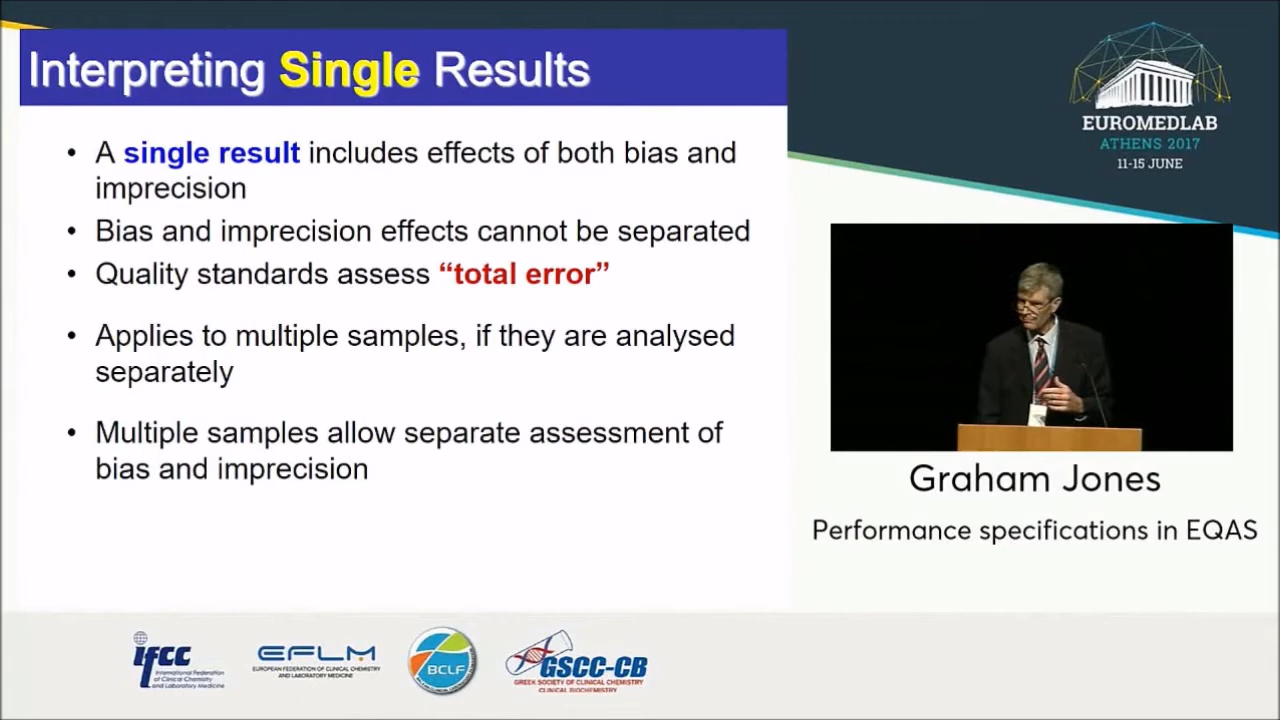 Interpreting Single Results
• A single result includes effects of both bias and
imprecision
• Bias and imprecision effects cannot be separated
• Quality standards assess “total error”
• Applies to multiple samples, if they are analysed
separately
• Multiple samples allow separate assessment of
bias and imprecision
EUROMEDLAB
ATHENS 2017
11-15 JUNE
Graham Jones
Performance specifications in EQAS
ifcc
International Federation
of Clinical Chemistry
and Laboratory Medicine
EFLM
EUROPEAN FEDERATION OF CLINICAL CHEMISTRY
AND LABORATORY MEDICINE
BCLF
GSCC-CB
GREEK SOCIETY OF CLINICAL CHEMISTRY
CLINICAL BIOCHEMISTRY